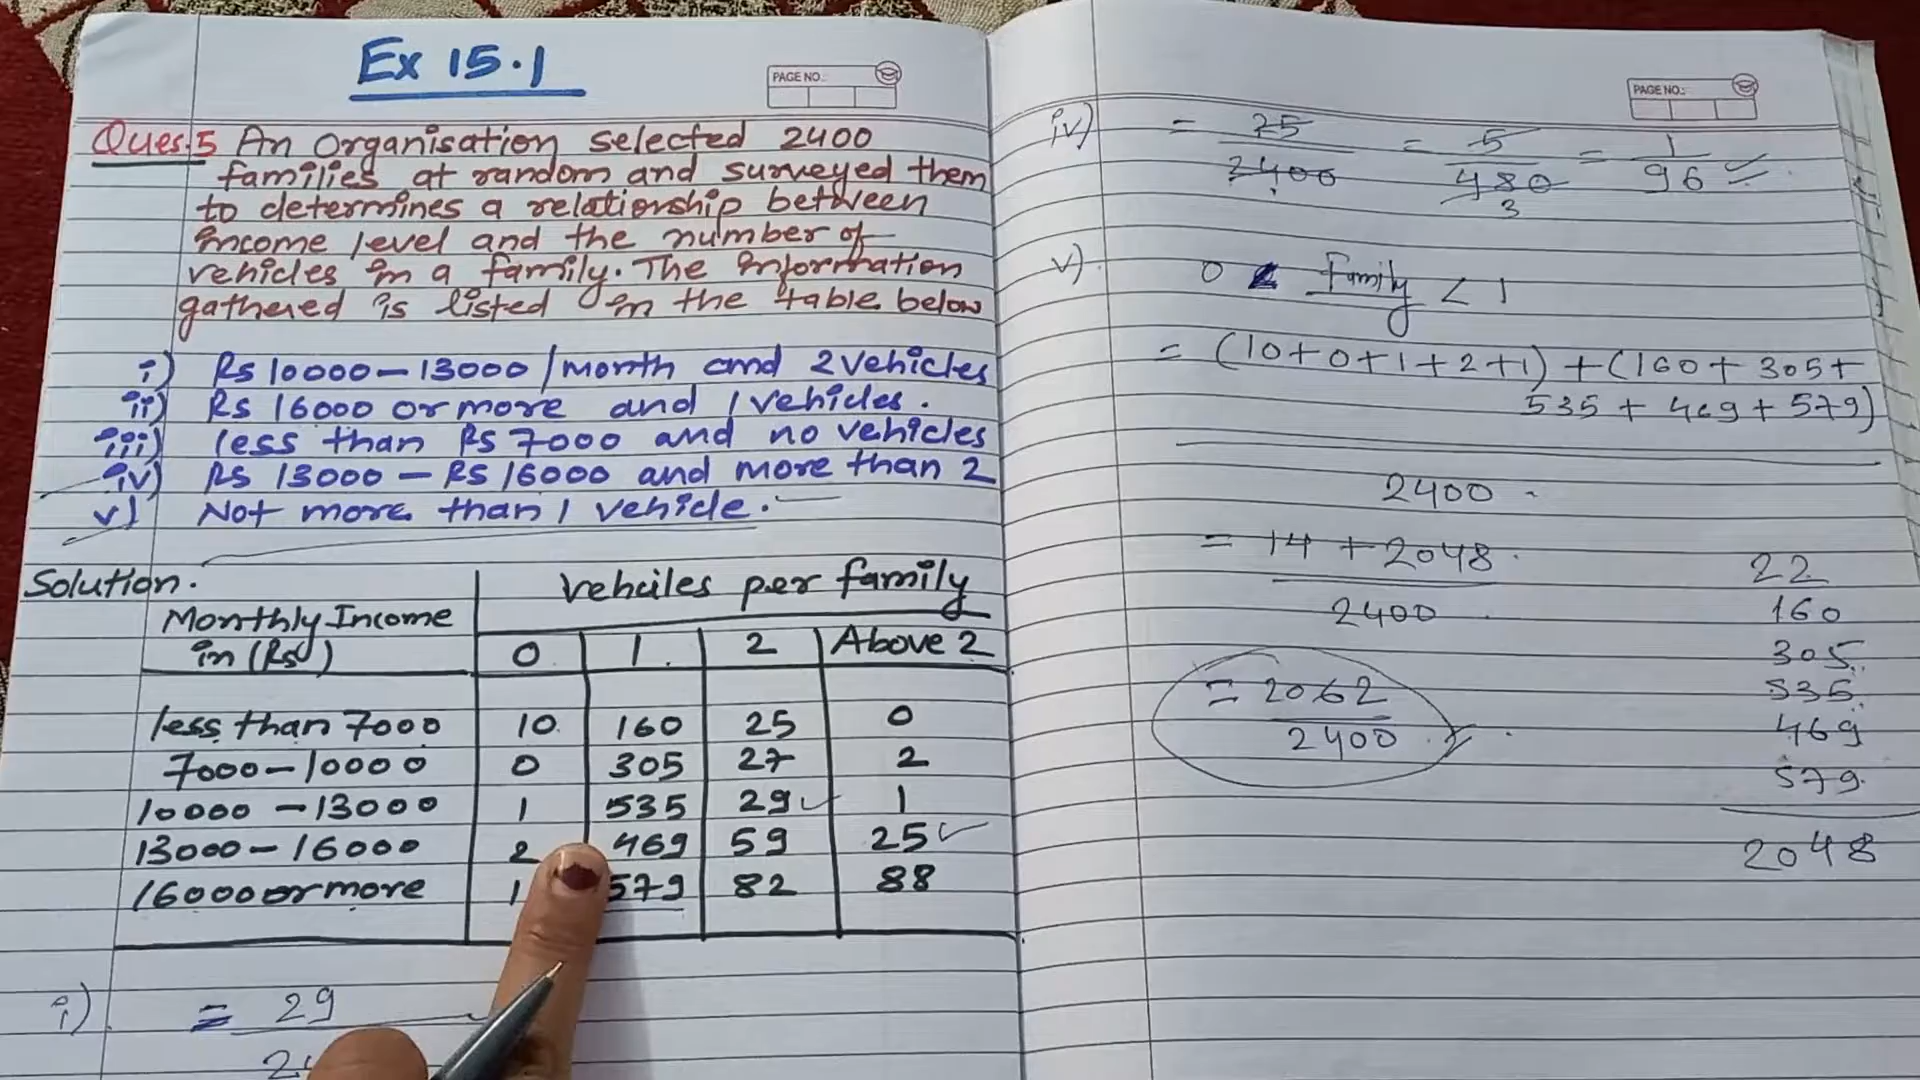 Ex 15.1
PAGE NO.:
Ques.5 An Organisation selected 2400
families at random and surveyed them
to determines a relationship between
income level and the number of
vehicles in a family. The information
gathered is listed in the table below
i) Rs 10000-13000/month and 2 vehicles
ii) Rs 16000 or more and 1 vehicles.
iii) less than Rs 7000 and no vehicles
iv) Rs 13000 - Rs 16000 and more than 2
v) Not more than 1 vehicle.
Solution.
Monthly Income
in (Rs)
vehciles per family
0 1 2 Above 2
less than 7000 10 160 25 0
7000-10000 0 305 27 2
10000-13000 1 535 29 1
13000-16000 2 469 59 25
16000 or more 1 579 82 88
i) = 29
PAGE NO.:
iv) = 25/2400 = 5/480 = 1/96
3
v) 0 Family < 1
= (10+0+1+2+1) + (160+305+
535+469+579)
2400
= 14 + 2048
2400
= 2062
2400
22
160
305
535
469
579
2048